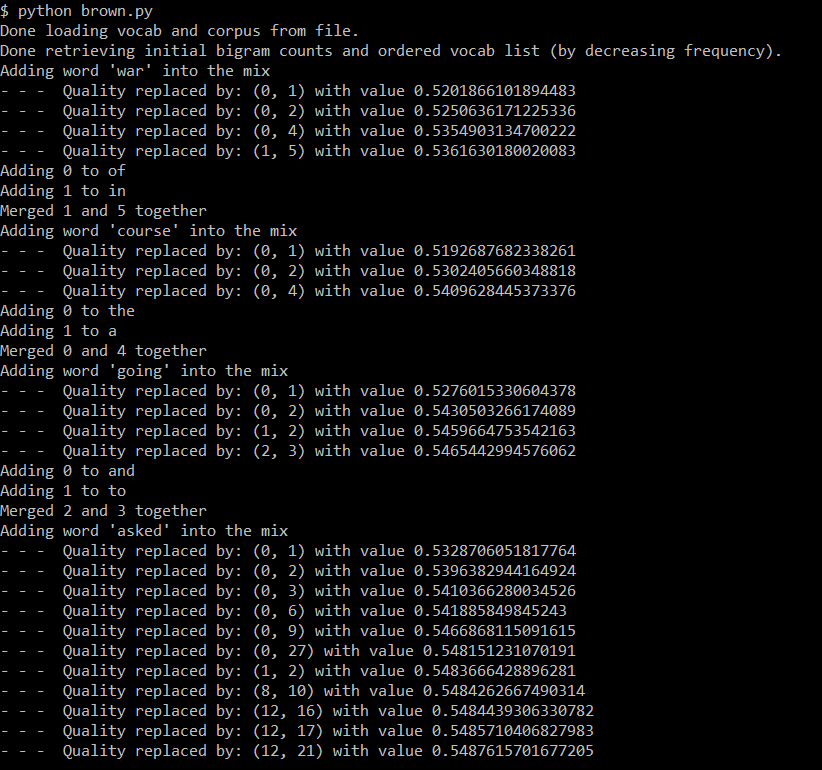 $ python brown.py
Done loading vocab and corpus from file.
Done retrieving initial bigram counts and ordered vocab list (by decreasing frequency).
Adding word 'war' into the mix
- - -  Quality replaced by: (0, 1) with value 0.5201866101894483
- - -  Quality replaced by: (0, 2) with value 0.5250636171225336
- - -  Quality replaced by: (0, 4) with value 0.5354903134700222
- - -  Quality replaced by: (1, 5) with value 0.5361630180020083
Adding 0 to of
Adding 1 to in
Merged 1 and 5 together
Adding word 'course' into the mix
- - -  Quality replaced by: (0, 1) with value 0.5192687682338261
- - -  Quality replaced by: (0, 2) with value 0.5302405660348818
- - -  Quality replaced by: (0, 4) with value 0.5409628445373376
Adding 0 to the
Adding 1 to a
Merged 0 and 4 together
Adding word 'going' into the mix
- - -  Quality replaced by: (0, 1) with value 0.5276015330604378
- - -  Quality replaced by: (0, 2) with value 0.5430503266174089
- - -  Quality replaced by: (1, 2) with value 0.5459664753542163
- - -  Quality replaced by: (2, 3) with value 0.5465442994576062
Adding 0 to and
Adding 1 to to
Merged 2 and 3 together
Adding word 'asked' into the mix
- - -  Quality replaced by: (0, 1) with value 0.5328706051817764
- - -  Quality replaced by: (0, 2) with value 0.5396382944164924
- - -  Quality replaced by: (0, 3) with value 0.5410366280034526
- - -  Quality replaced by: (0, 6) with value 0.541885849845243
- - -  Quality replaced by: (0, 9) with value 0.5466868115091615
- - -  Quality replaced by: (0, 27) with value 0.548151231070191
- - -  Quality replaced by: (1, 2) with value 0.5483666428896281
- - -  Quality replaced by: (8, 10) with value 0.5484262667490314
- - -  Quality replaced by: (12, 16) with value 0.5484439306330782
- - -  Quality replaced by: (12, 17) with value 0.5485710406827983
- - -  Quality replaced by: (12, 21) with value 0.5487615701677205